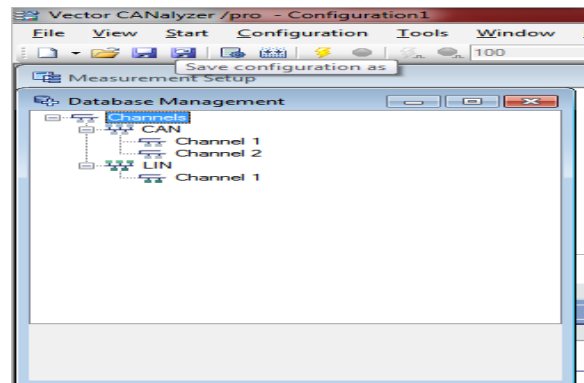 Vector CANalyzer /pro - Configuration1
File View Start Configuration Tools Window
100
Save configuration as
Measurement Setup
Database Management
Channels
CAN
Channel 1
Channel 2
LIN
Channel 1